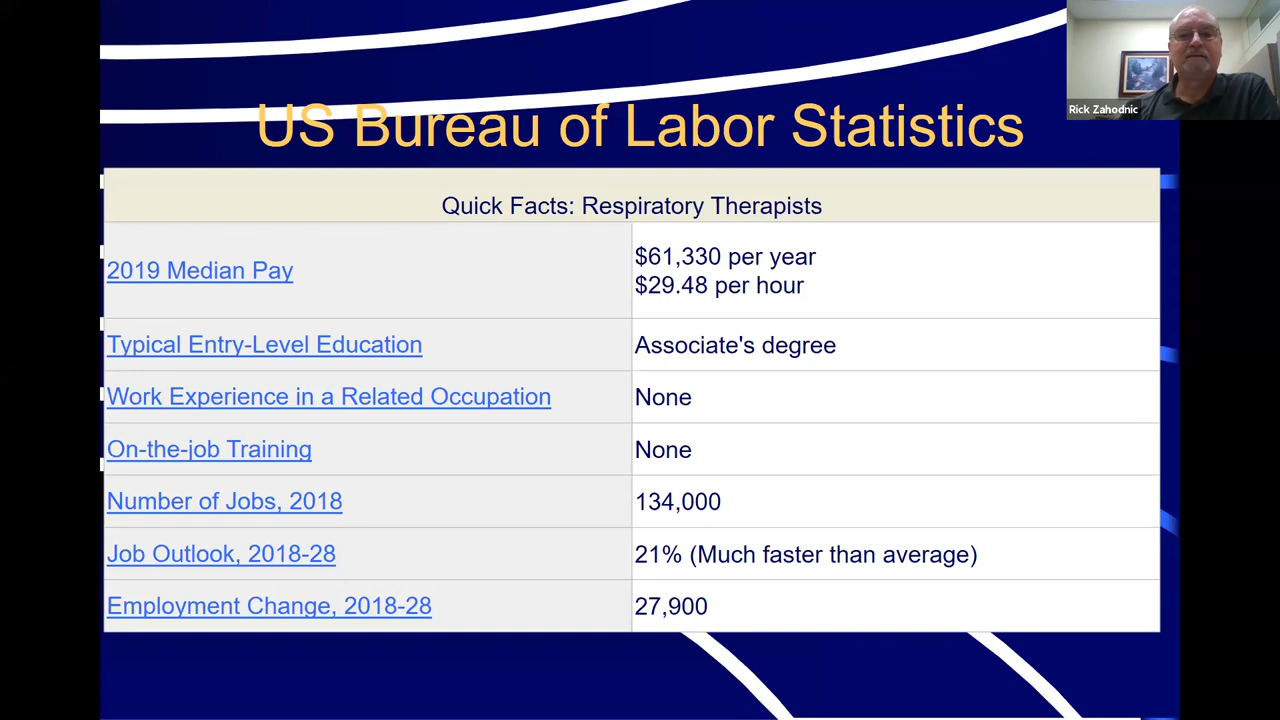 Rick Zahodnic
US Bureau of Labor Statistics
Quick Facts: Respiratory Therapists
2019 Median Pay
$61,330 per year
$29.48 per hour
Typical Entry-Level Education
Associate's degree
Work Experience in a Related Occupation
None
On-the-job Training
None
Number of Jobs, 2018
134,000
Job Outlook, 2018-28
21% (Much faster than average)
Employment Change, 2018-28
27,900